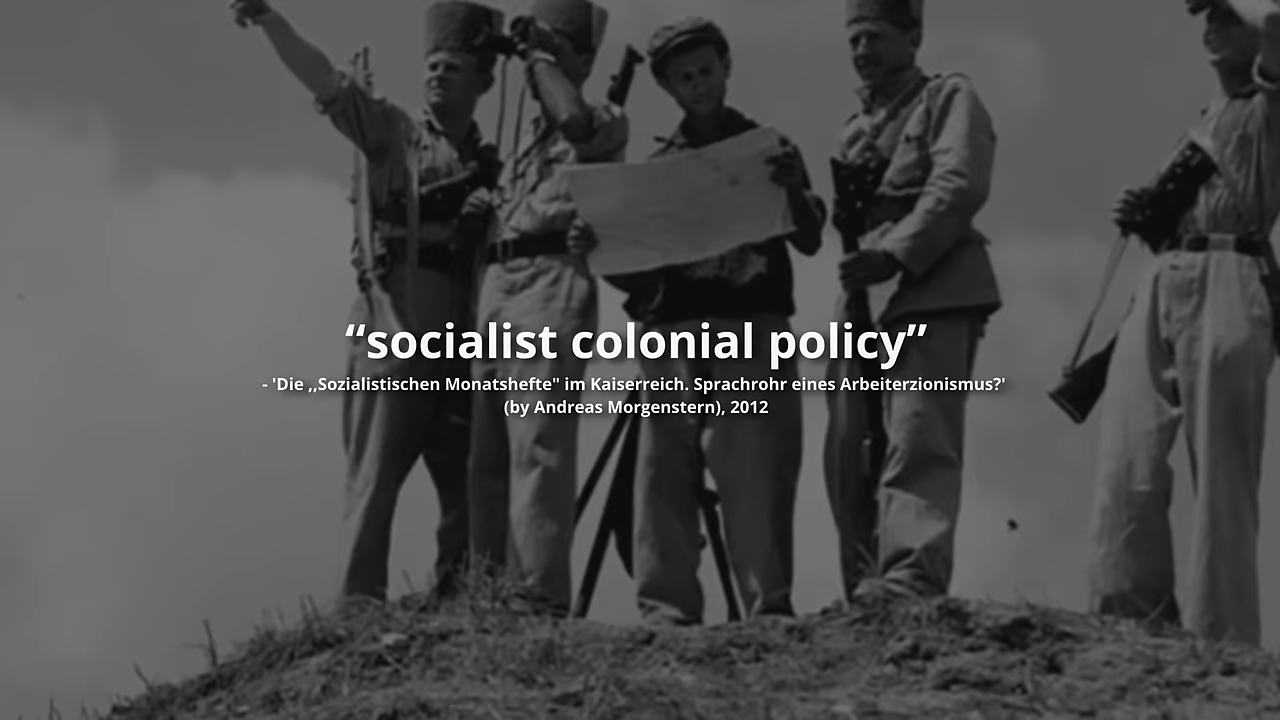 “socialist colonial policy”
- 'Die ,,Sozialistischen Monatshefte" im Kaiserreich. Sprachrohr eines Arbeiterzionismus?'
(by Andreas Morgenstern), 2012